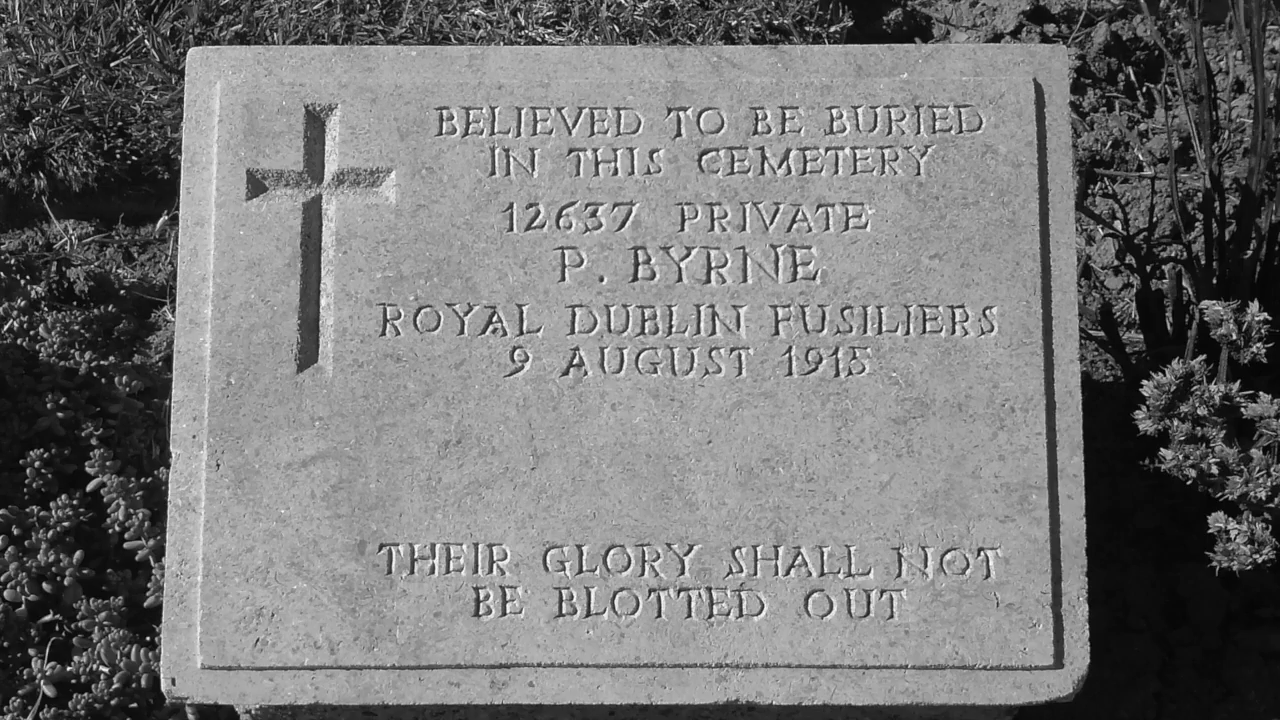 BELIEVED TO BE BURIED
IN THIS CEMETERY
12637 PRIVATE
P. BYRNE
ROYAL DUBLIN FUSILIERS
9 AUGUST 1915
THEIR GLORY SHALL NOT
BE BLOTTED OUT